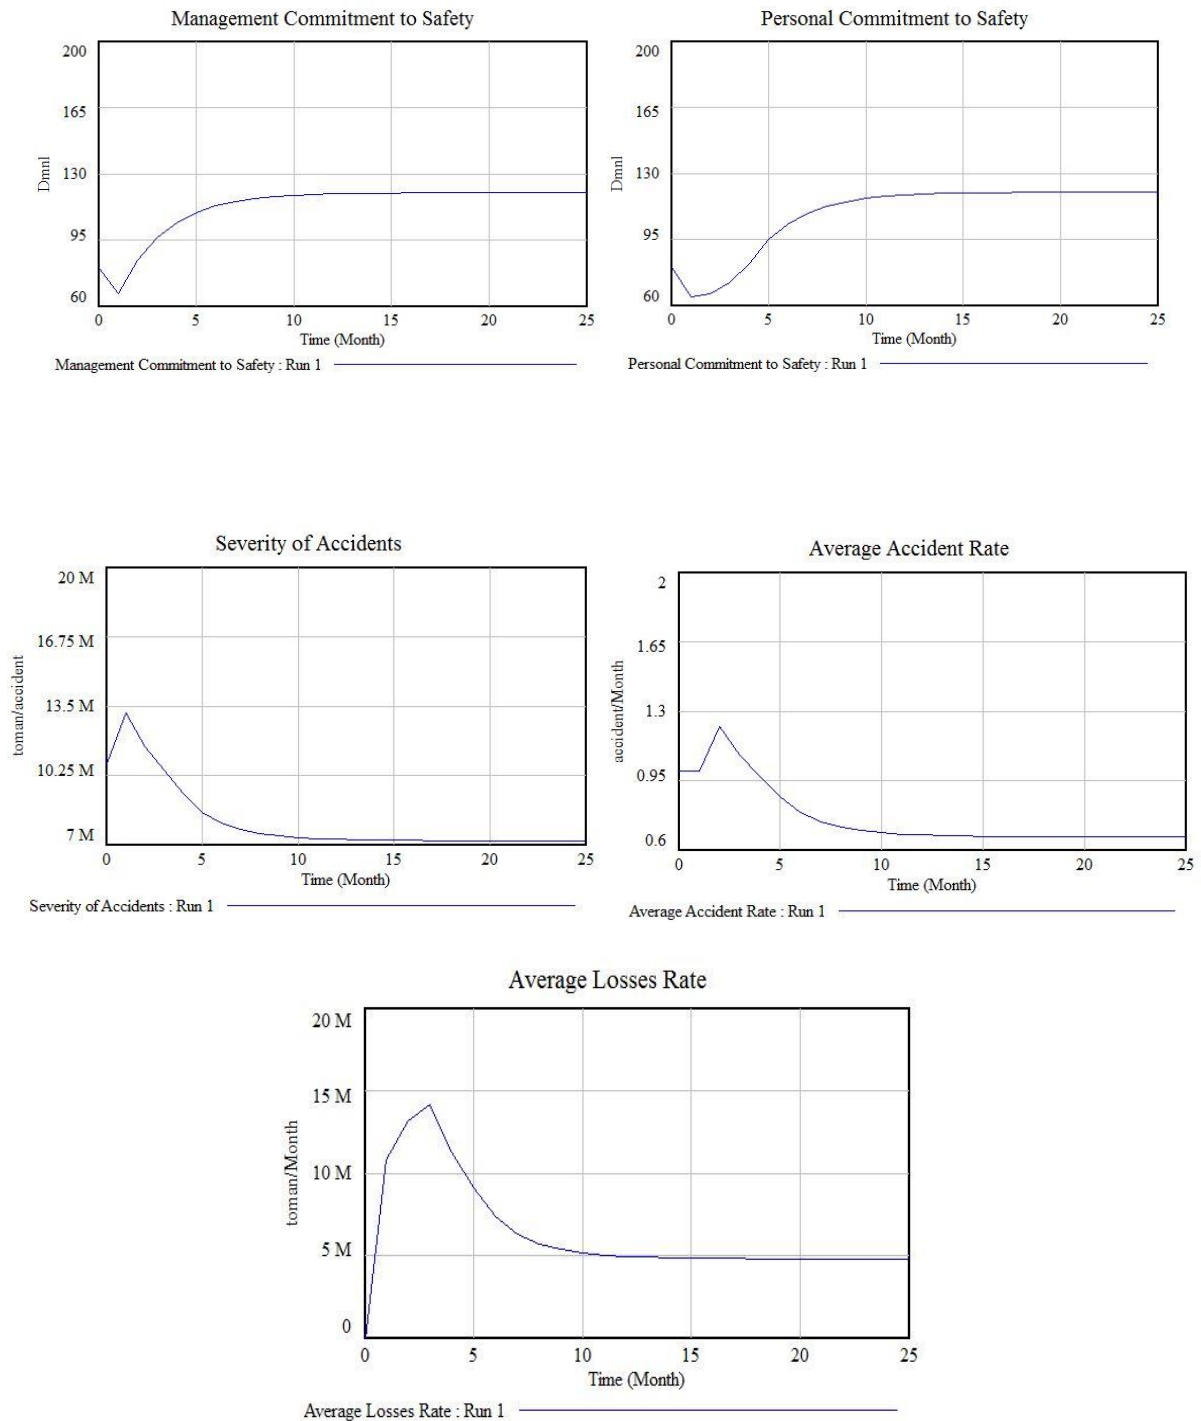 Management Commitment to Safety
200
165
130
95
60
Dmnl
0 5 10 15 20 25
Time (Month)
Management Commitment to Safety : Run 1
Personal Commitment to Safety
200
165
130
95
60
Dmnl
0 5 10 15 20 25
Time (Month)
Personal Commitment to Safety : Run 1
Severity of Accidents
20 M
16.75 M
13.5 M
10.25 M
7 M
toman/accident
0 5 10 15 20 25
Time (Month)
Severity of Accidents : Run 1
Average Accident Rate
2
1.65
1.3
0.95
0.6
accident/Month
0 5 10 15 20 25
Time (Month)
Average Accident Rate : Run 1
Average Losses Rate
20 M
15 M
10 M
5 M
0
toman/Month
0 5 10 15 20 25
Time (Month)
Average Losses Rate : Run 1